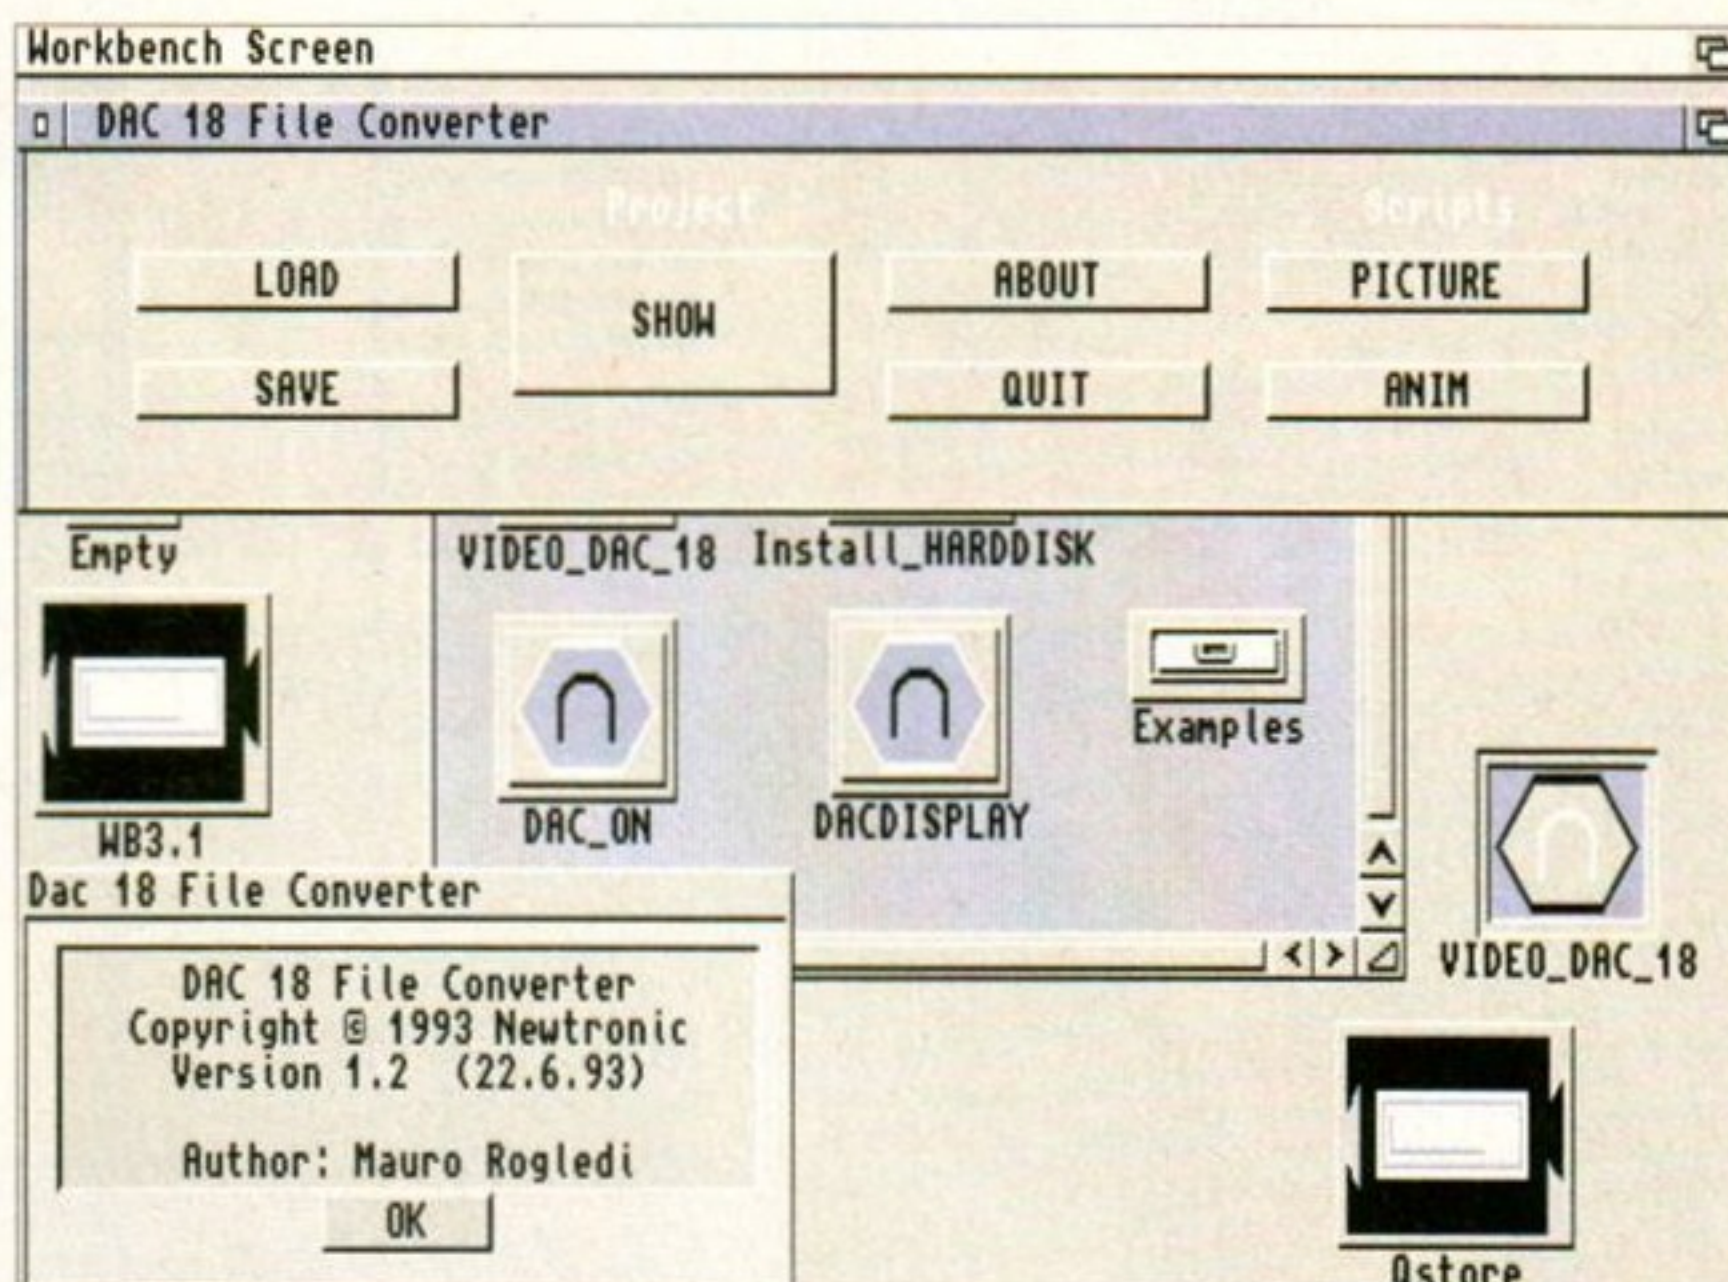 Workbench Screen
DAC 18 File Converter
Project
Scripts
LOAD
SHOW
ABOUT
PICTURE
SAVE
QUIT
ANIM
Empty
VIDEO_DAC_18
Install_HARDDISK
Examples
WB3.1
DAC_ON
DACDISPLAY
VIDEO_DAC_18
Dac 18 File Converter
DAC 18 File Converter
Copyright © 1993 Newtronic
Version 1.2 (22.6.93)
Author: Mauro Rogledi
OK
Qstore